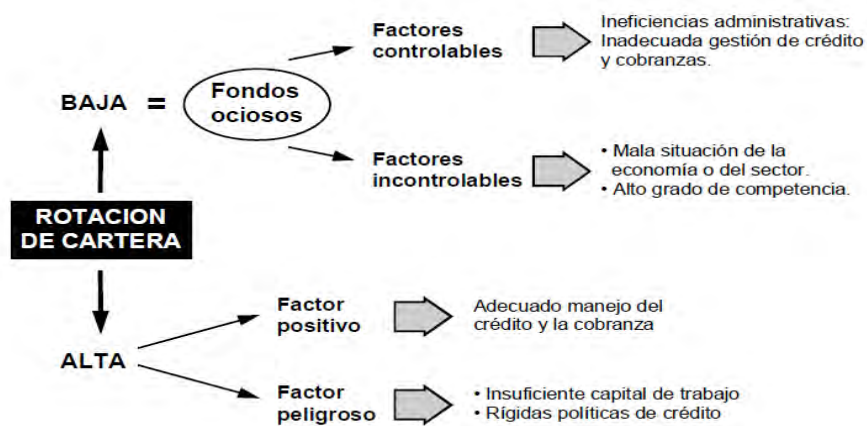 Factores
controlables
Ineficiencias administrativas:
Inadecuada gestión de crédito
y cobranzas.
BAJA =
Fondos
ociosos
Factores
incontrolables
• Mala situación de la
economía o del sector.
• Alto grado de competencia.
ROTACION
DE CARTERA
ALTA
Factor
positivo
Adecuado manejo del
crédito y la cobranza
Factor
peligroso
• Insuficiente capital de trabajo
• Rígidas políticas de crédito